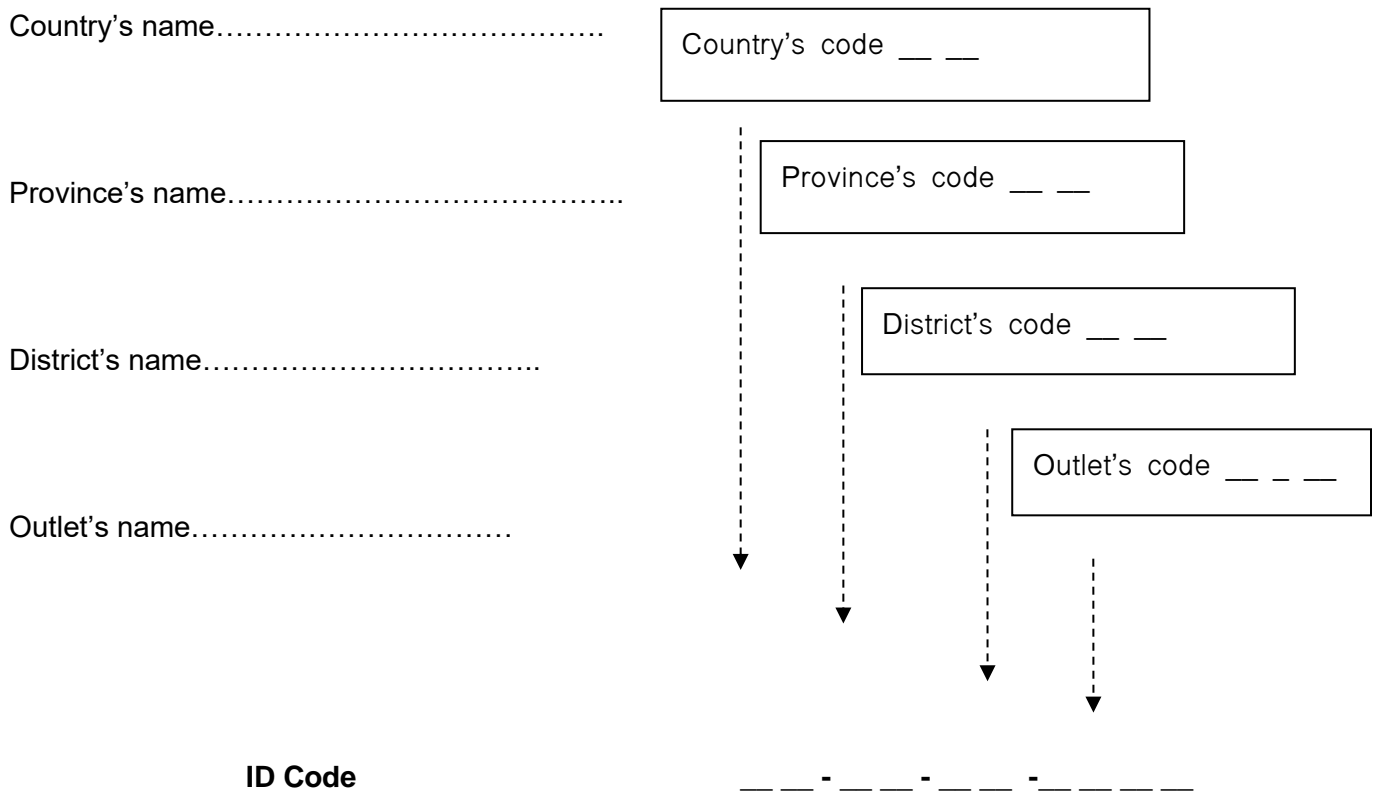 Country’s name…………………………………..
Country’s code __ __
Province’s name…………………………………..
Province’s code __ __
District’s name……………………………..
District’s code __ __
Outlet’s name……………………………
Outlet’s code __ _ __
ID Code __ __ - __ __ - __ __ -__ __ __ __